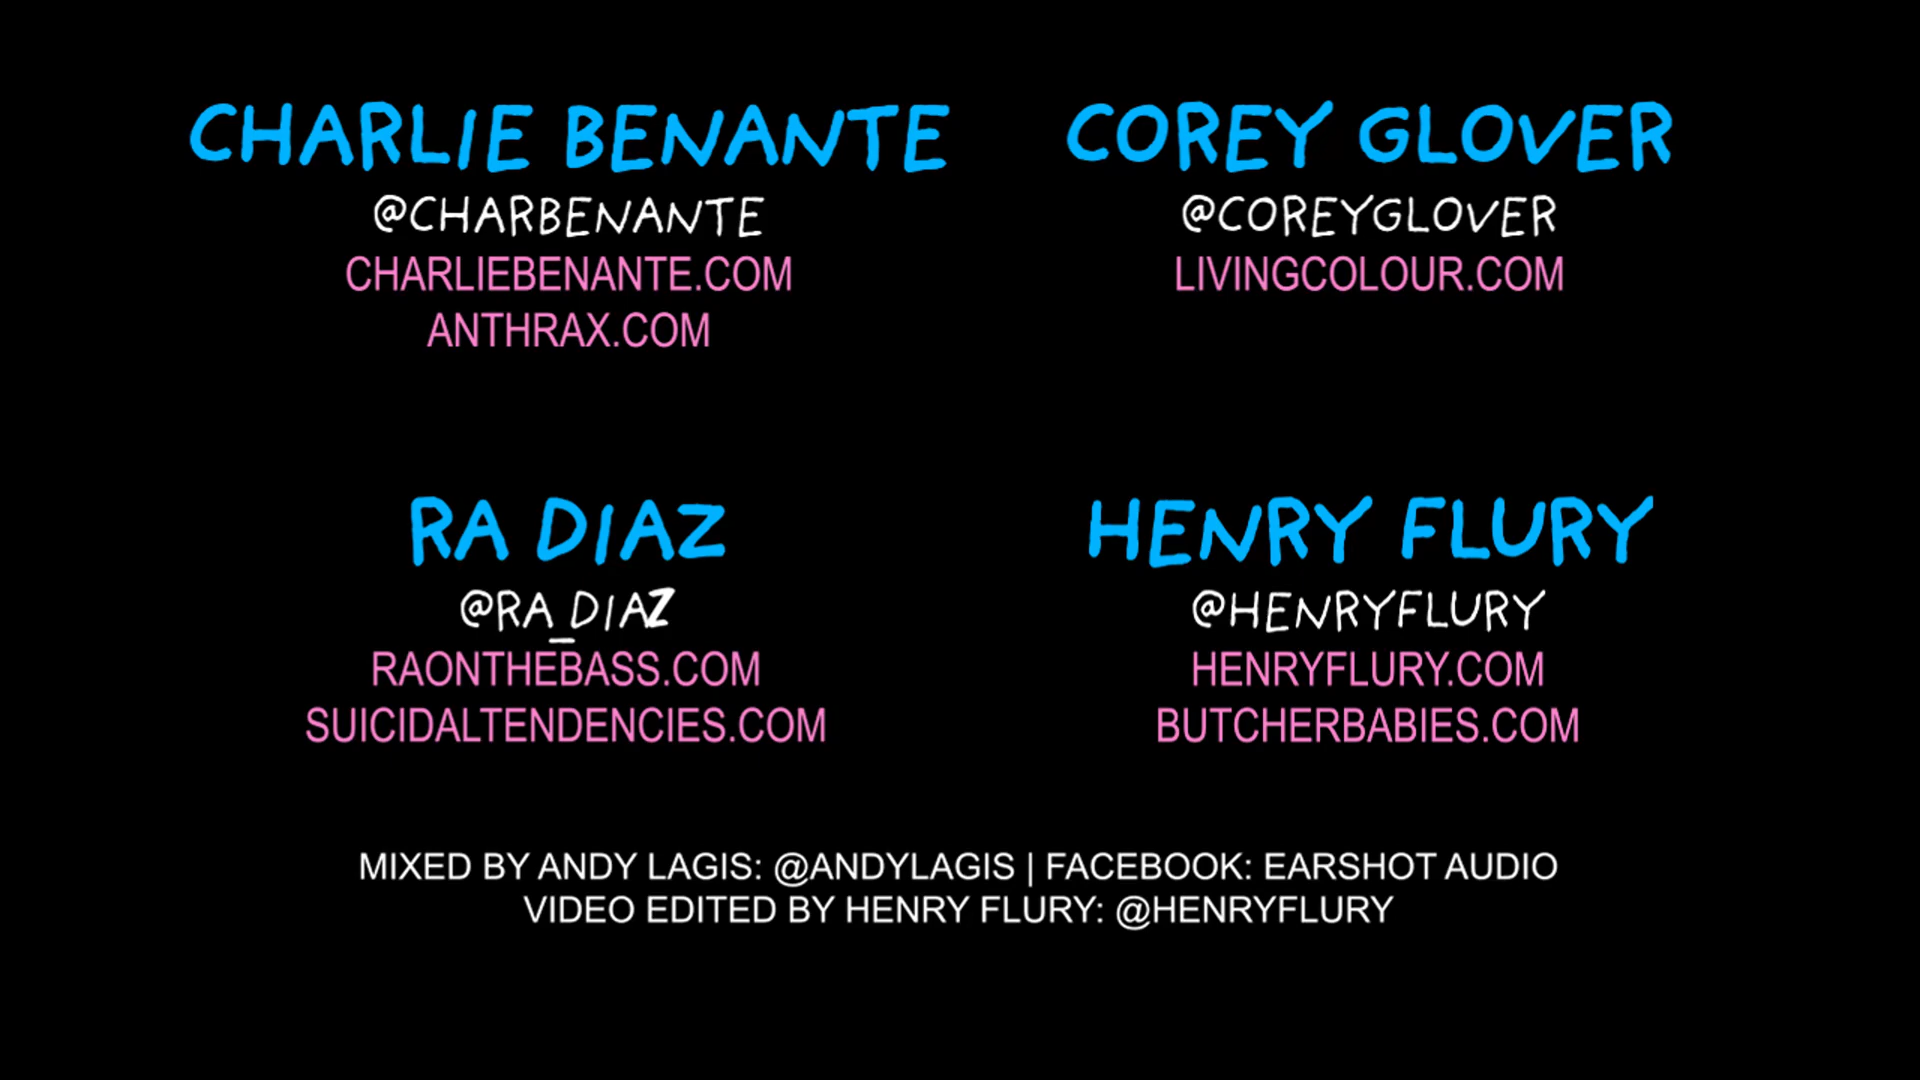 CHARLIE BENANTE
@CHARBENANTE
CHARLIEBENANTE.COM
ANTHRAX.COM
COREY GLOVER
@COREYGLOVER
LIVINGCOLOUR.COM
RA DIAZ
@RA_DIAZ
RAONTHEBASS.COM
SUICIDALTENDENCIES.COM
HENRY FLURY
@HENRYFLURY
HENRYFLURY.COM
BUTCHERBABIES.COM
MIXED BY ANDY LAGIS: @ANDYLAGIS | FACEBOOK: EARSHOT AUDIO
VIDEO EDITED BY HENRY FLURY: @HENRYFLURY